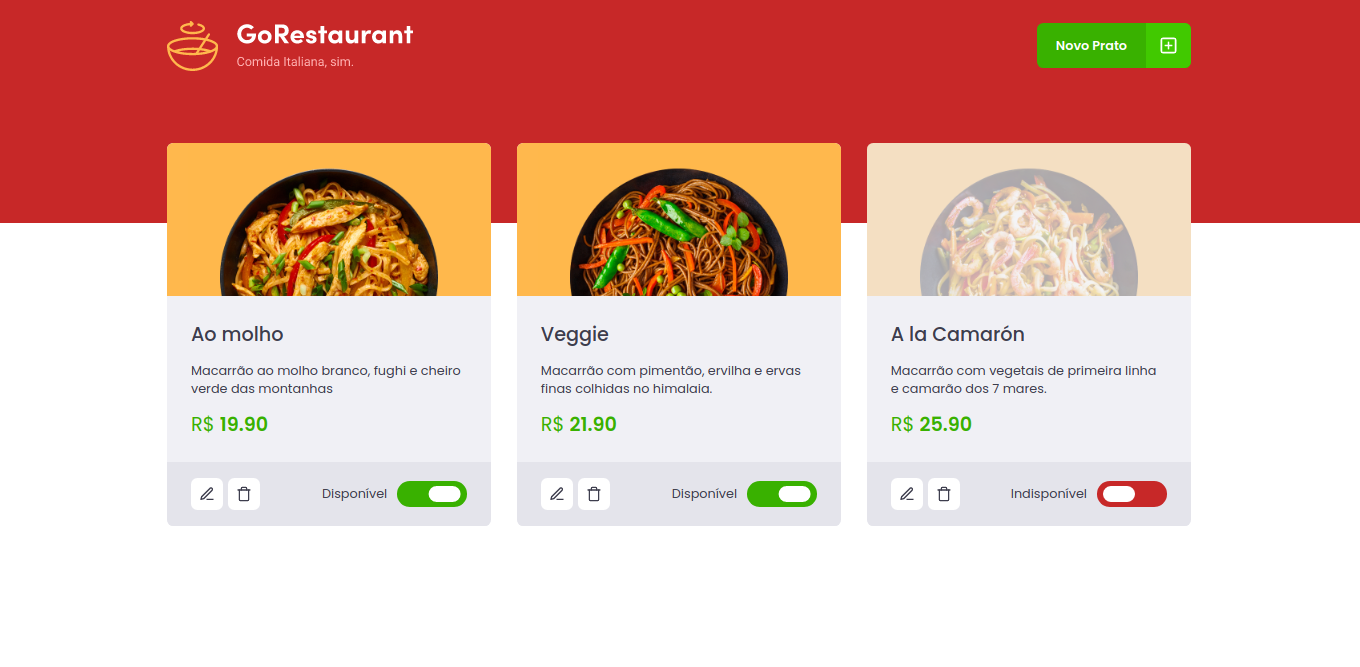 GoRestaurant
Comida Italiana, sim.
Novo Prato
Ao molho
Macarrão ao molho branco, fughi e cheiro
verde das montanhas
R$ 19.90
Disponível
Veggie
Macarrão com pimentão, ervilha e ervas
finas colhidas no himalaia.
R$ 21.90
Disponível
A la Camarón
Macarrão com vegetais de primeira linha
e camarão dos 7 mares.
R$ 25.90
Indisponível